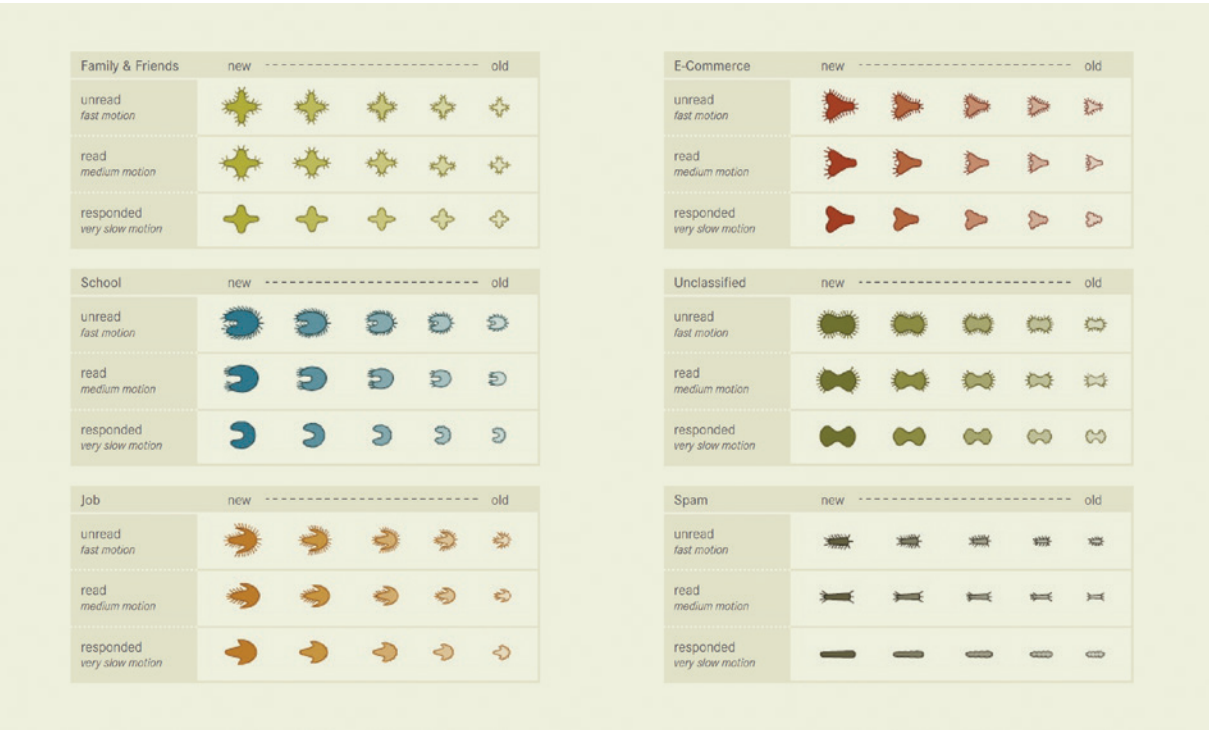 Family & Friends new old
unread
fast motion
read
medium motion
responded
very slow motion
School new old
unread
fast motion
read
medium motion
responded
very slow motion
Job new old
unread
fast motion
read
medium motion
responded
very slow motion
E-Commerce new old
unread
fast motion
read
medium motion
responded
very slow motion
Unclassified new old
unread
fast motion
read
medium motion
responded
very slow motion
Spam new old
unread
fast motion
read
medium motion
responded
very slow motion